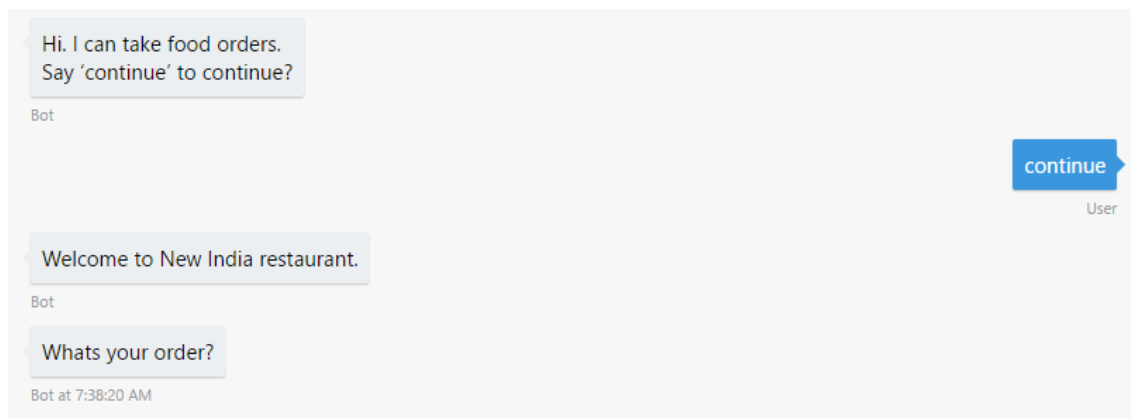 Hi. I can take food orders.
Say ‘continue’ to continue?
Bot
continue
User
Welcome to New India restaurant.
Bot
Whats your order?
Bot at 7:38:20 AM